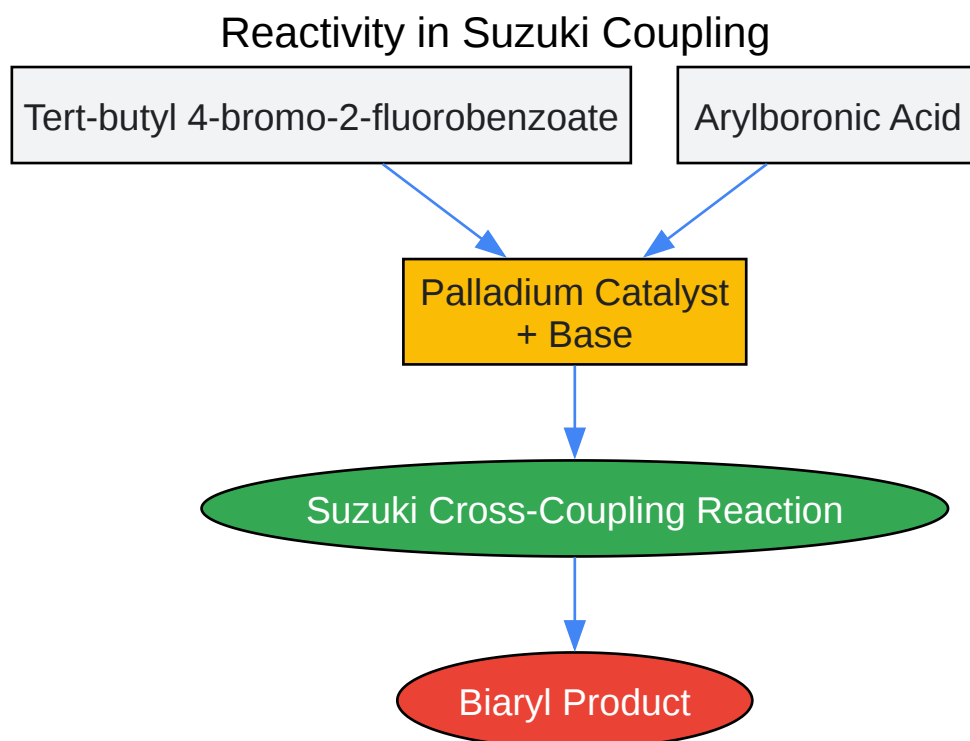 Reactivity in Suzuki Coupling
Tert-butyl 4-bromo-2-fluorobenzoate
Arylboronic Acid
Palladium Catalyst
+ Base
Suzuki Cross-Coupling Reaction
Biaryl Product